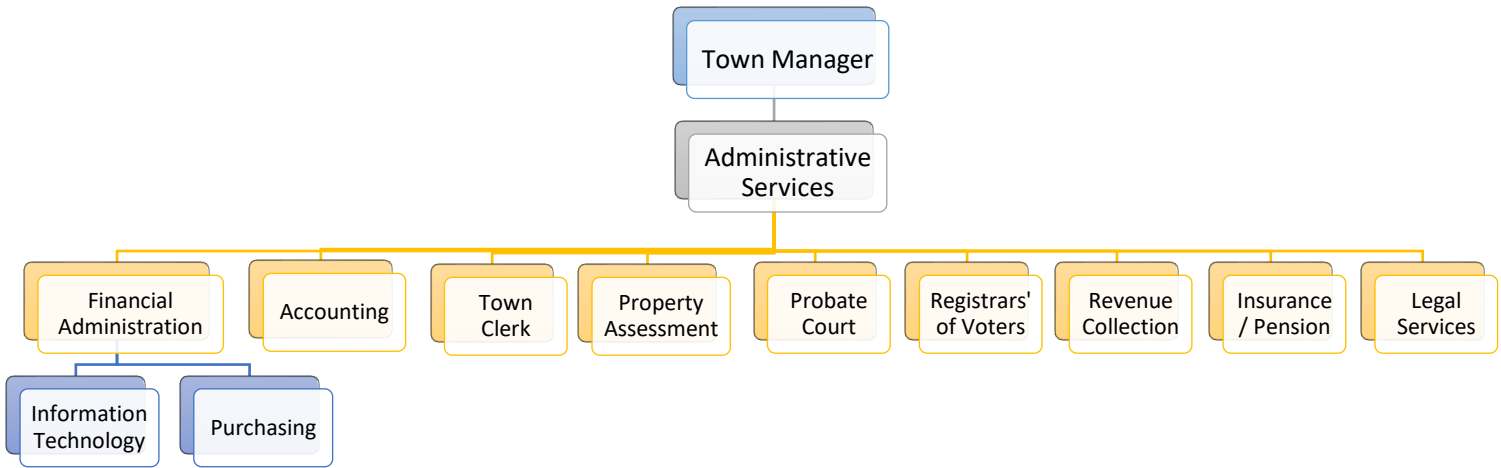 Town Manager
Administrative
Services
Financial
Administration
Accounting
Town
Clerk
Property
Assessment
Probate
Court
Registrars'
of Voters
Revenue
Collection
Insurance
/ Pension
Legal
Services
Information
Technology
Purchasing